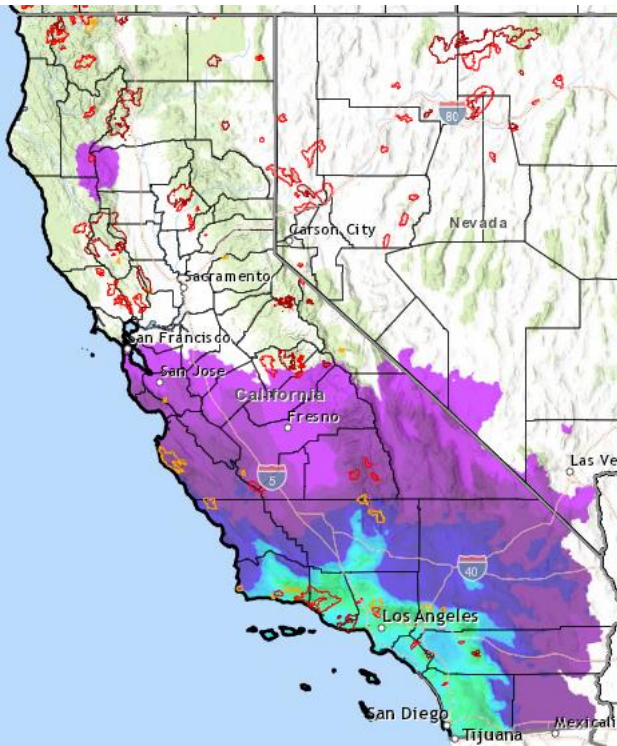 80
Nevada
Carson City
Sacramento
San Francisco
San Jose
California
Fresno
5
Las Ve
40
Los Angeles
San Diego
Mexicali
Tijuana